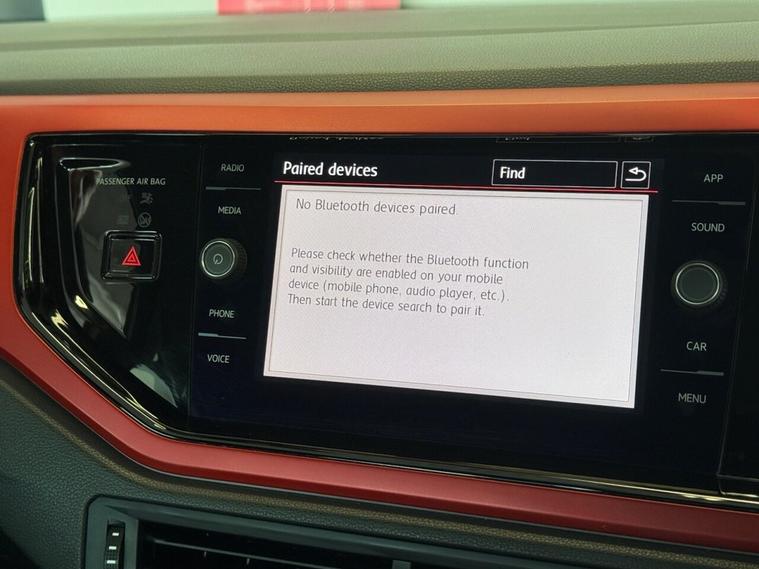 PASSENGER AIR BAG
RADIO
MEDIA
PHONE
VOICE
Paired devices
Find
No Bluetooth devices paired.
Please check whether the Bluetooth function
and visibility are enabled on your mobile
device (mobile phone, audio player, etc.).
Then start the device search to pair it.
APP
SOUND
CAR
MENU